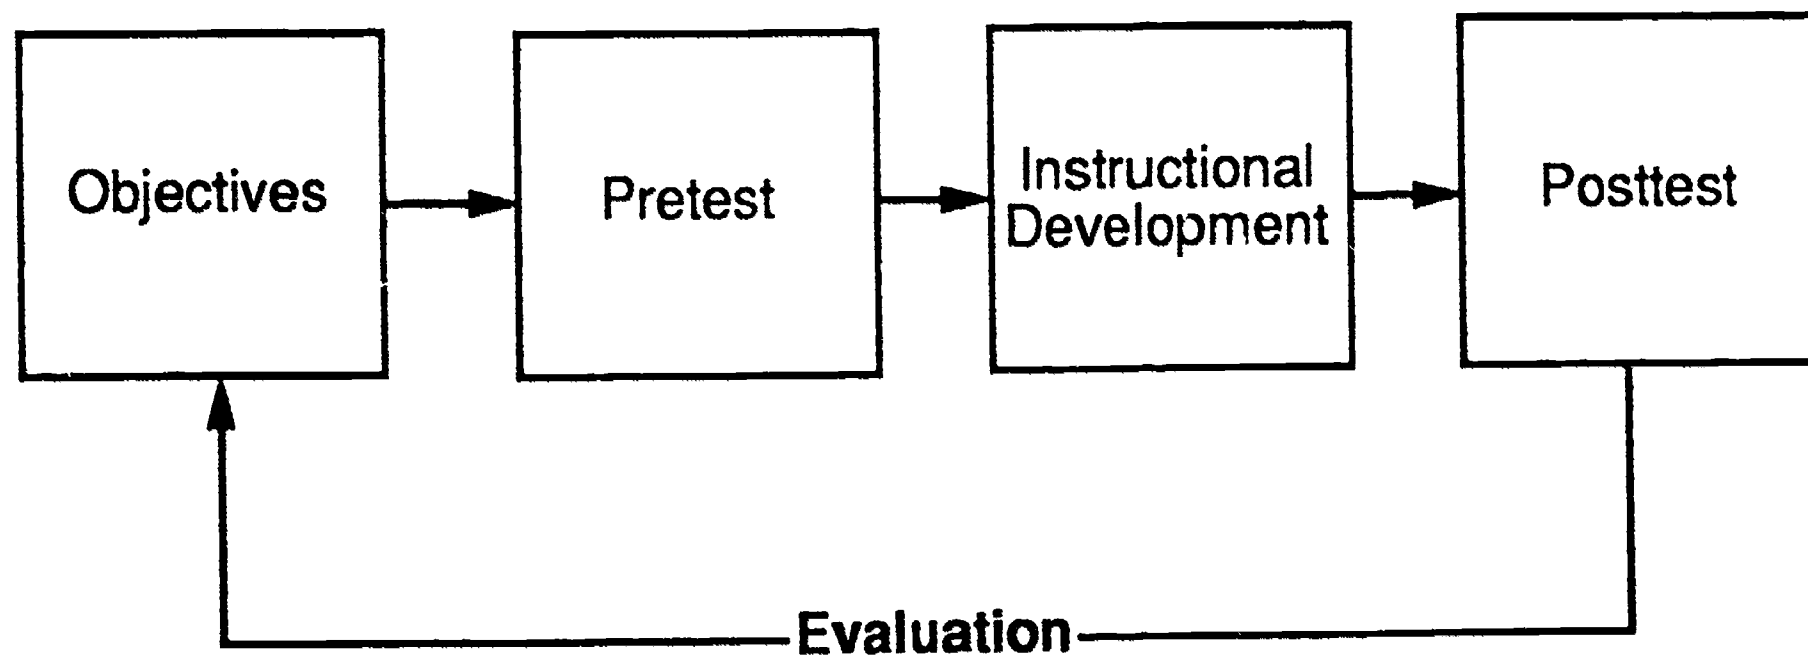 Objectives
Pretest
Instructional
Development
Posttest
Evaluation